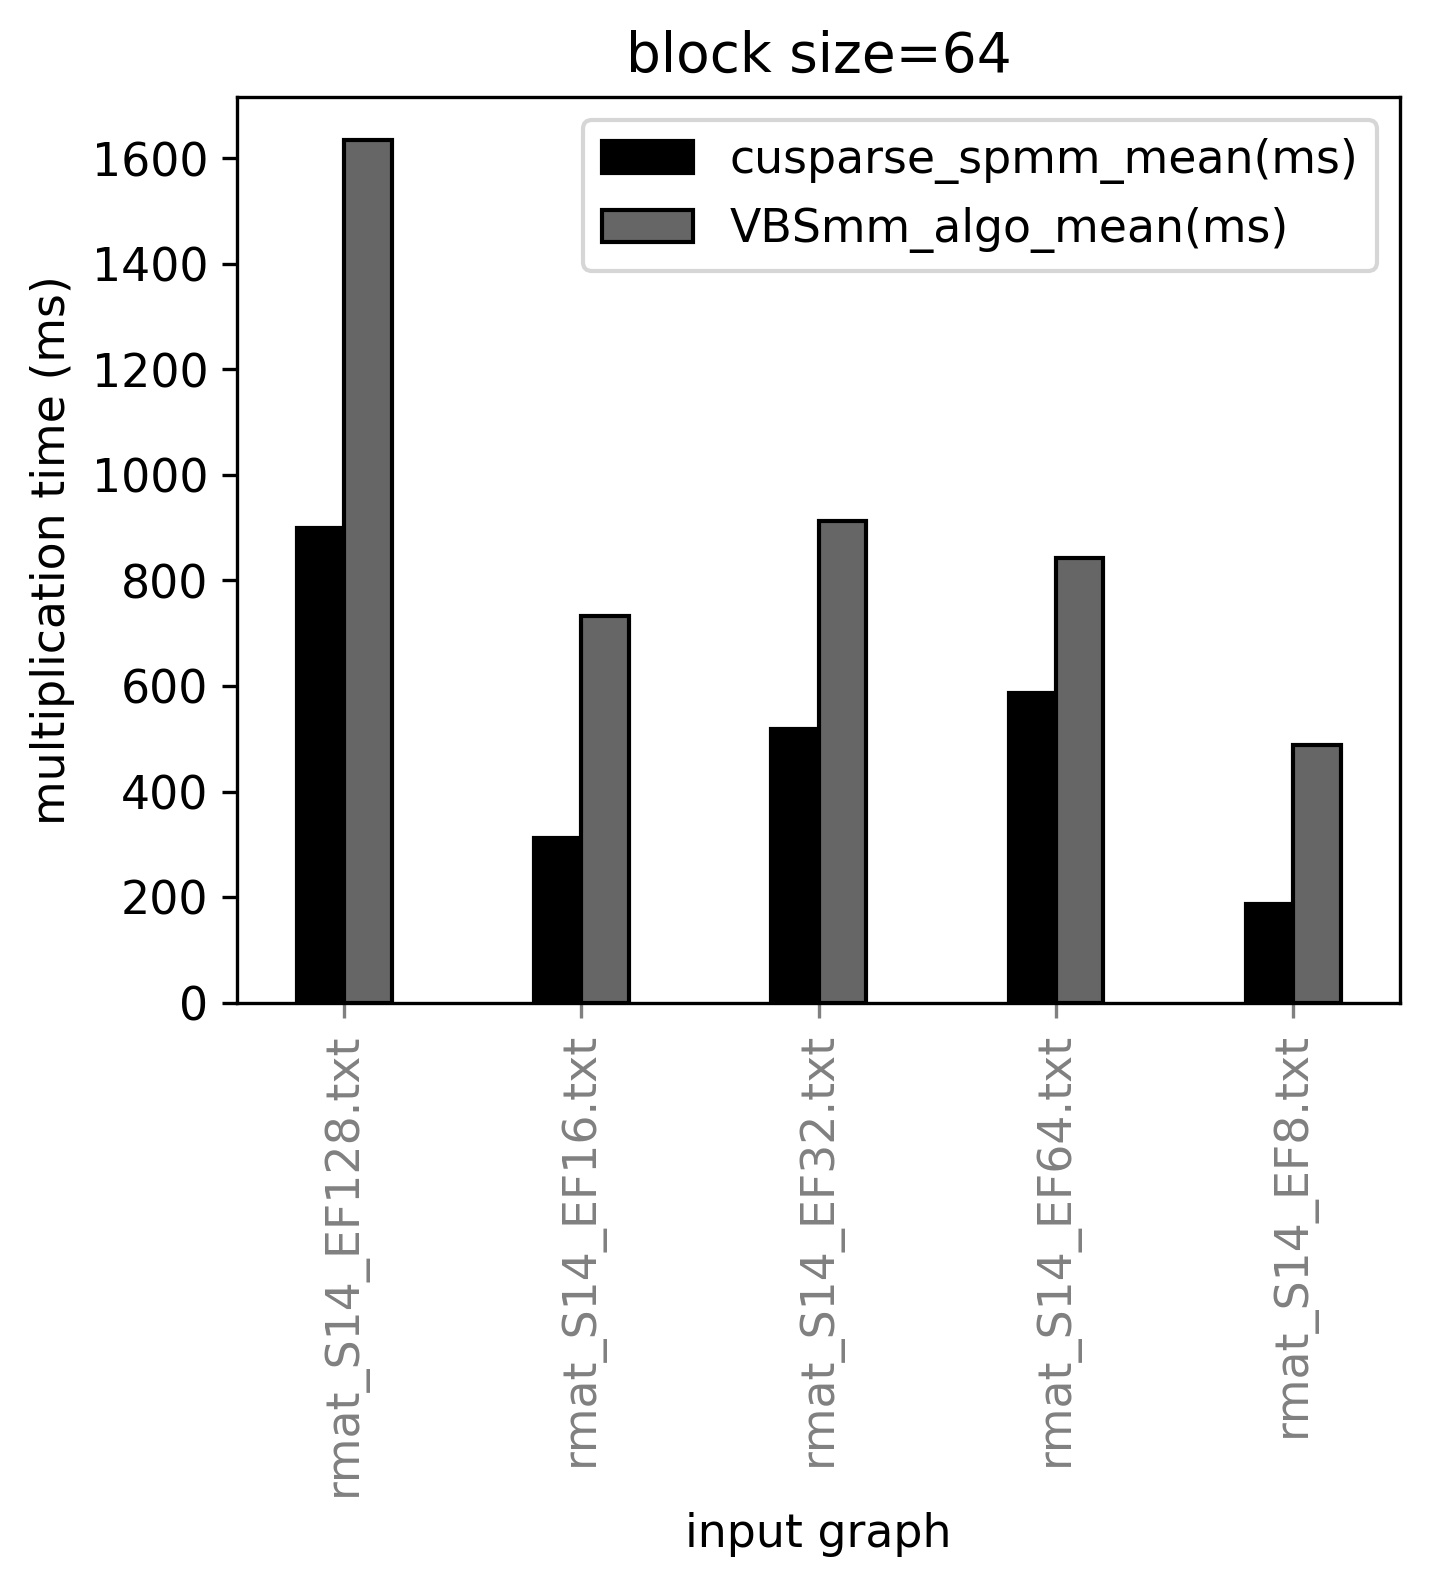 block size=64
cusparse_spmm_mean(ms)
VBSmm_algo_mean(ms)
multiplication time (ms)
1600
1400
1200
1000
800
600
400
200
0
rmat_S14_EF128.txt
rmat_S14_EF16.txt
rmat_S14_EF32.txt
rmat_S14_EF64.txt
rmat_S14_EF8.txt
input graph